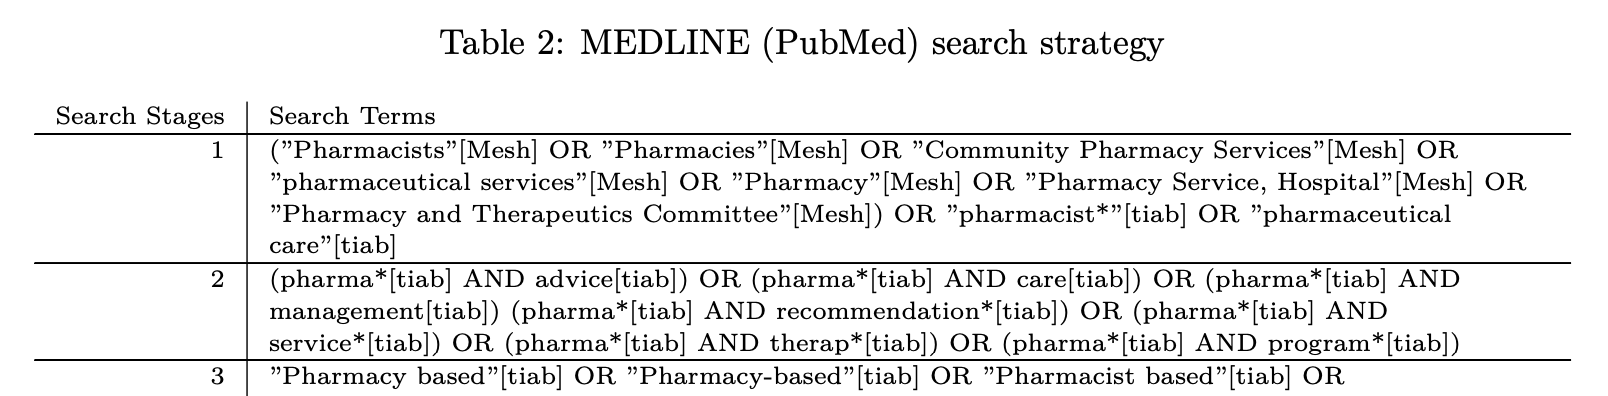 Table 2: MEDLINE (PubMed) search strategy
Search Stages Search Terms
1 (”Pharmacists”[Mesh] OR ”Pharmacies”[Mesh] OR ”Community Pharmacy Services”[Mesh] OR
”pharmaceutical services”[Mesh] OR ”Pharmacy”[Mesh] OR ”Pharmacy Service, Hospital”[Mesh] OR
”Pharmacy and Therapeutics Committee”[Mesh]) OR ”pharmacist*”[tiab] OR ”pharmaceutical
care”[tiab]
2 (pharma*[tiab] AND advice[tiab]) OR (pharma*[tiab] AND care[tiab]) OR (pharma*[tiab] AND
management[tiab]) (pharma*[tiab] AND recommendation*[tiab]) OR (pharma*[tiab] AND
service*[tiab]) OR (pharma*[tiab] AND therap*[tiab]) OR (pharma*[tiab] AND program*[tiab])
3 ”Pharmacy based”[tiab] OR ”Pharmacy-based”[tiab] OR ”Pharmacist based”[tiab] OR